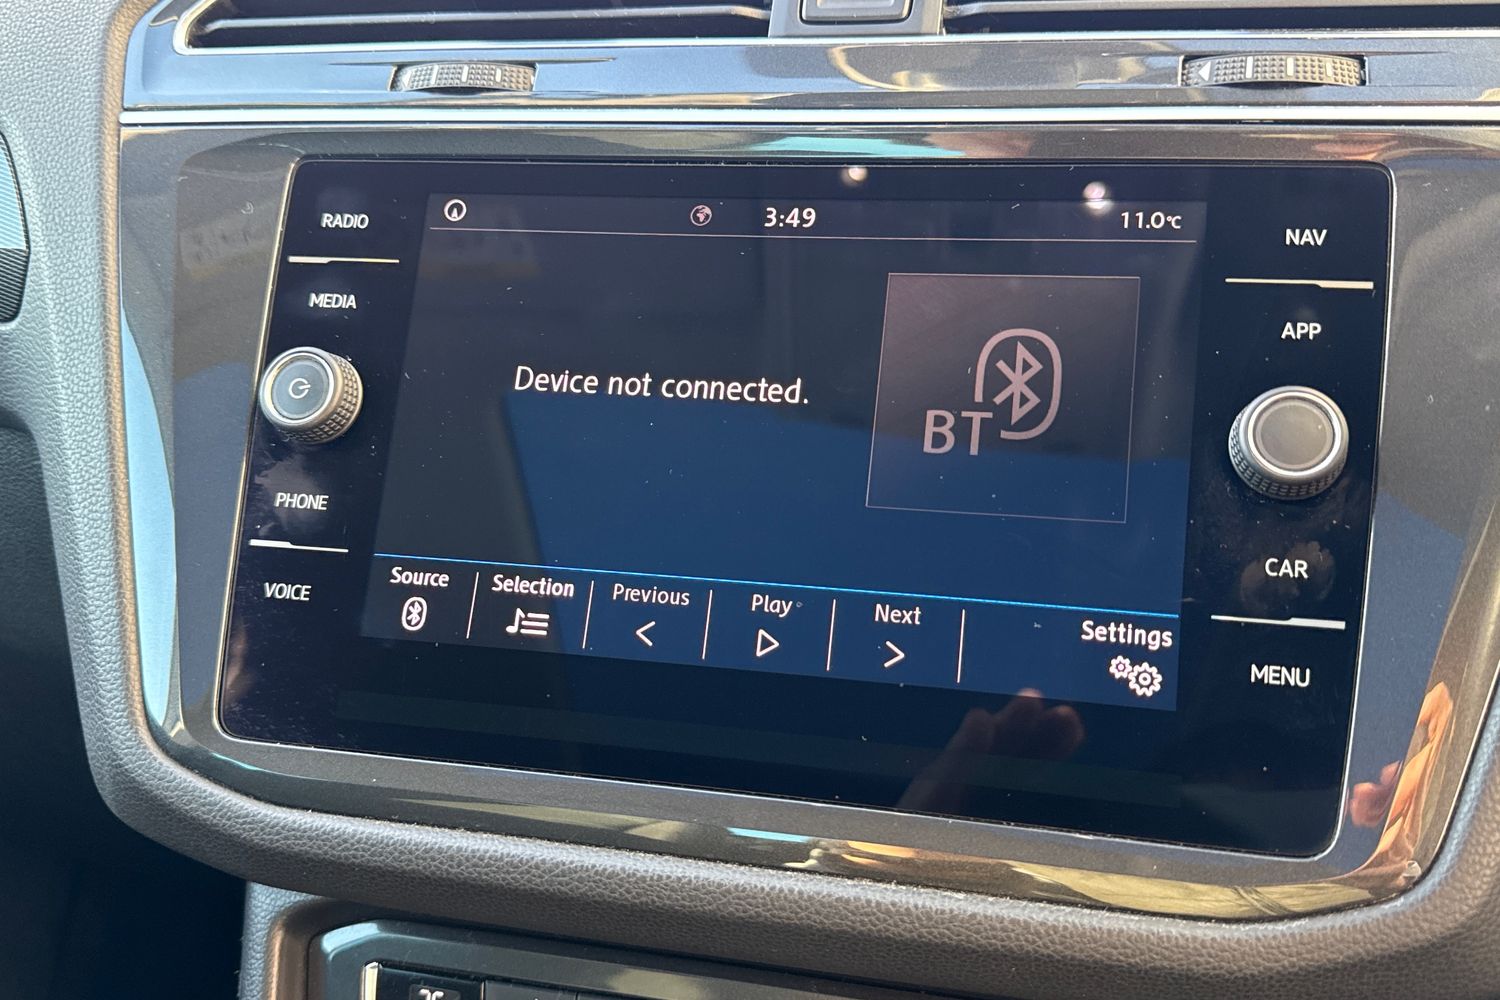 RADIO
MEDIA
PHONE
VOICE
3:49
11.0°C
Device not connected.
BT
Source
Selection
Previous
Play
Next
Settings
NAV
APP
CAR
MENU